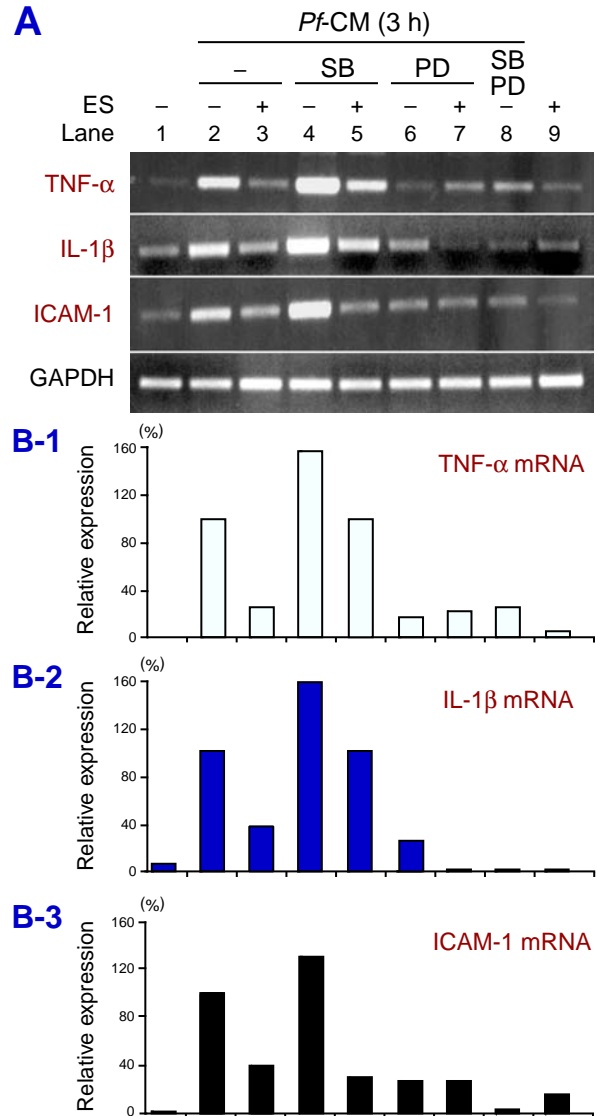 A
Pf-CM (3 h)
– SB PD SB PD
ES – – + – + – + – +
Lane 1 2 3 4 5 6 7 8 9
TNF-α
IL-1β
ICAM-1
GAPDH
B-1
(%)
TNF-α mRNA
Relative expression
160
120
80
40
0
B-2
(%)
IL-1β mRNA
Relative expression
160
120
80
40
0
B-3
(%)
ICAM-1 mRNA
Relative expression
160
120
80
40
0